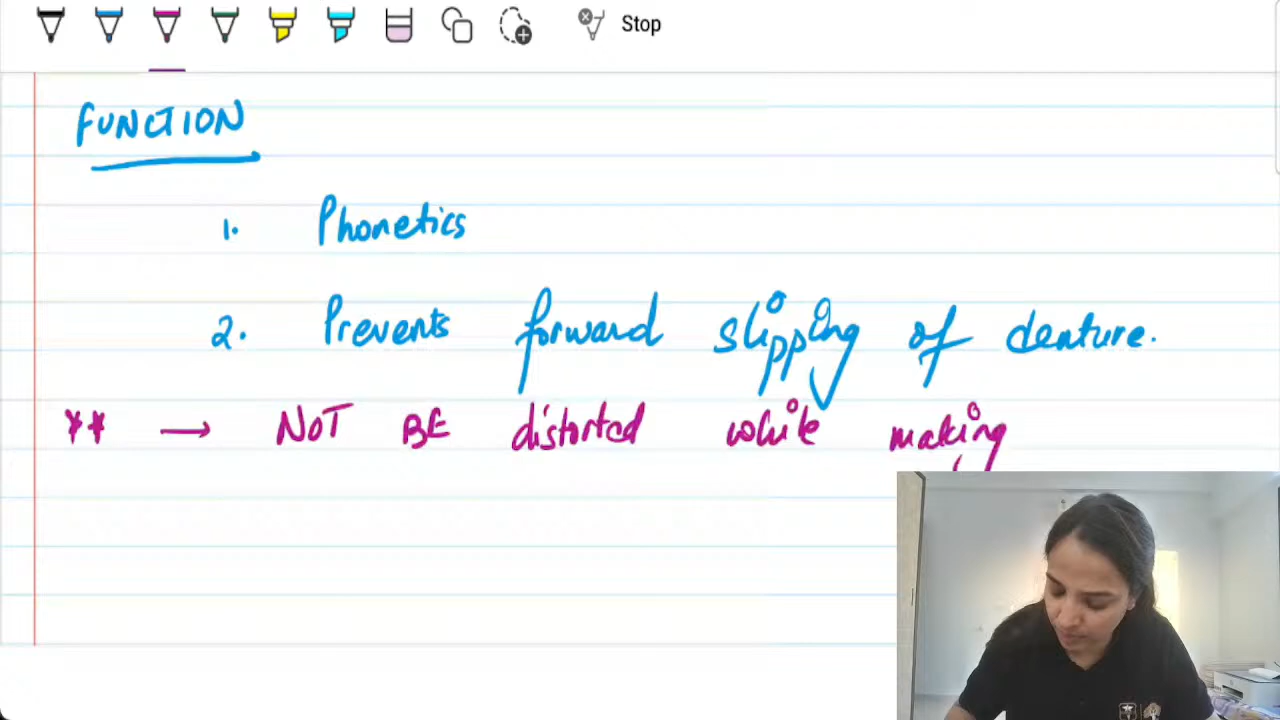 Stop
FUNCTION
1. Phonetics
2. Prevents forward slipping of denture.
** → NOT BE distorted while making